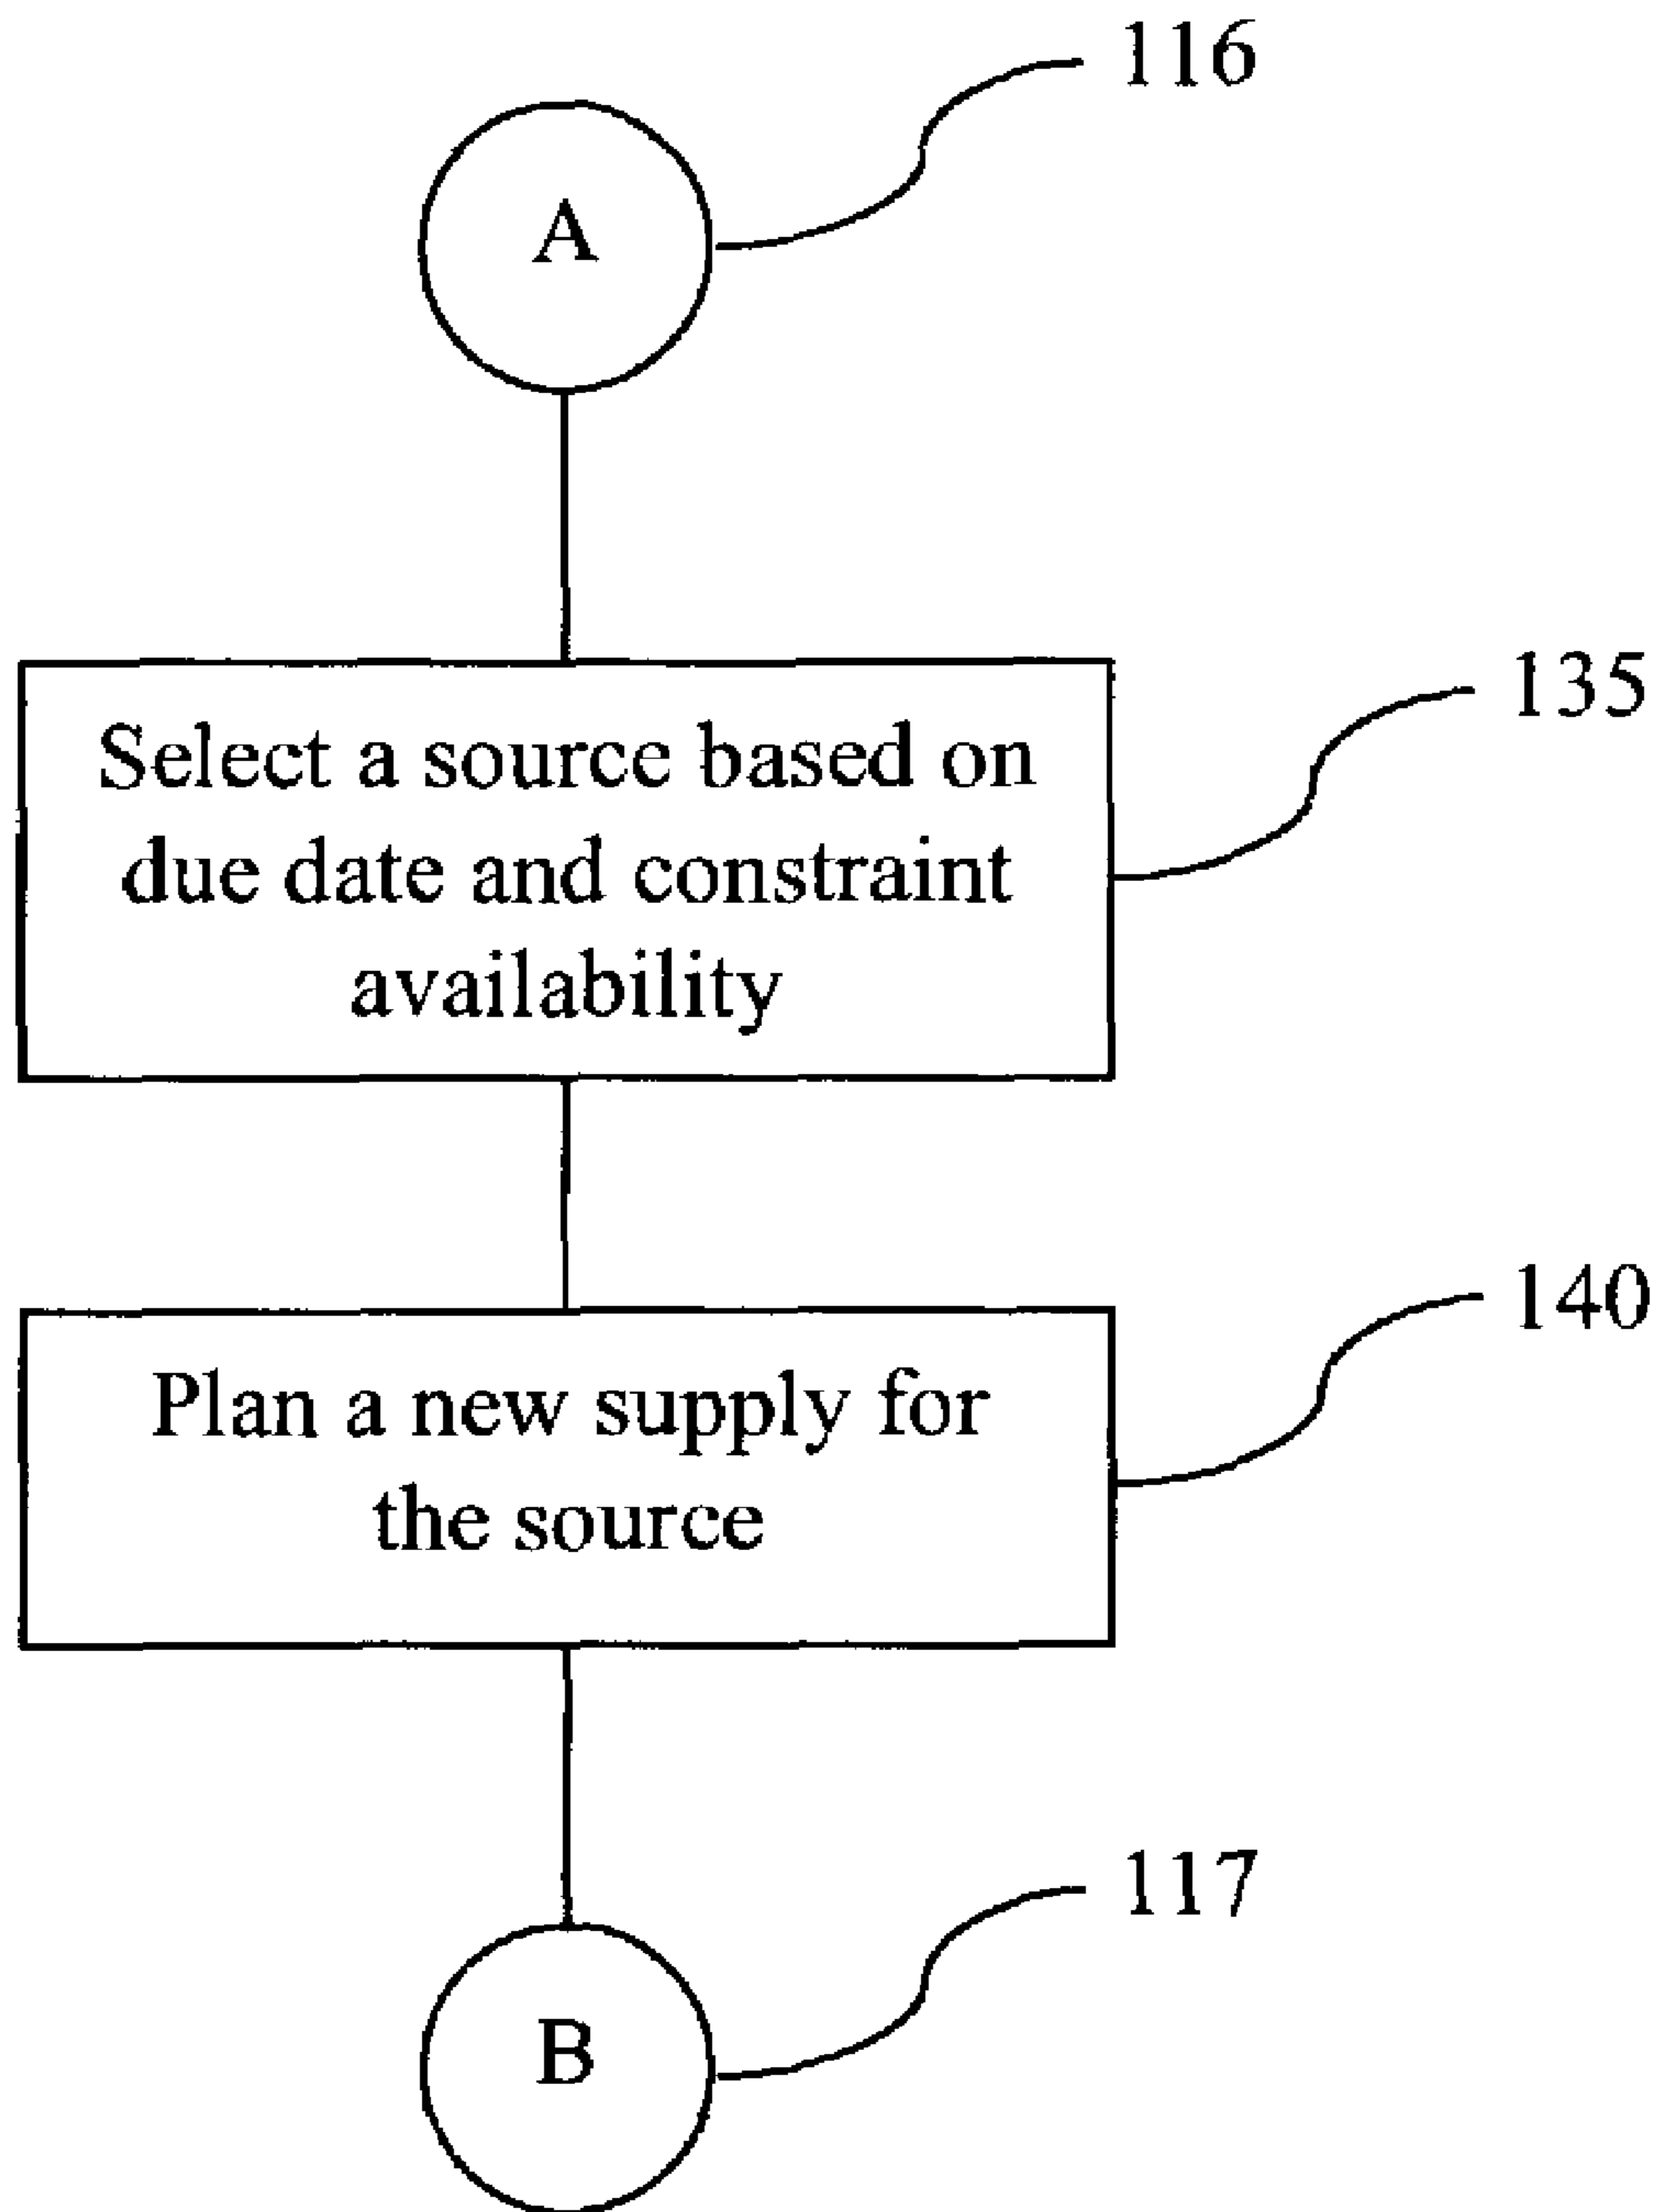 116
A
135
Select a source based on
due date and constraint
availability
140
Plan a new supply for
the source
117
B